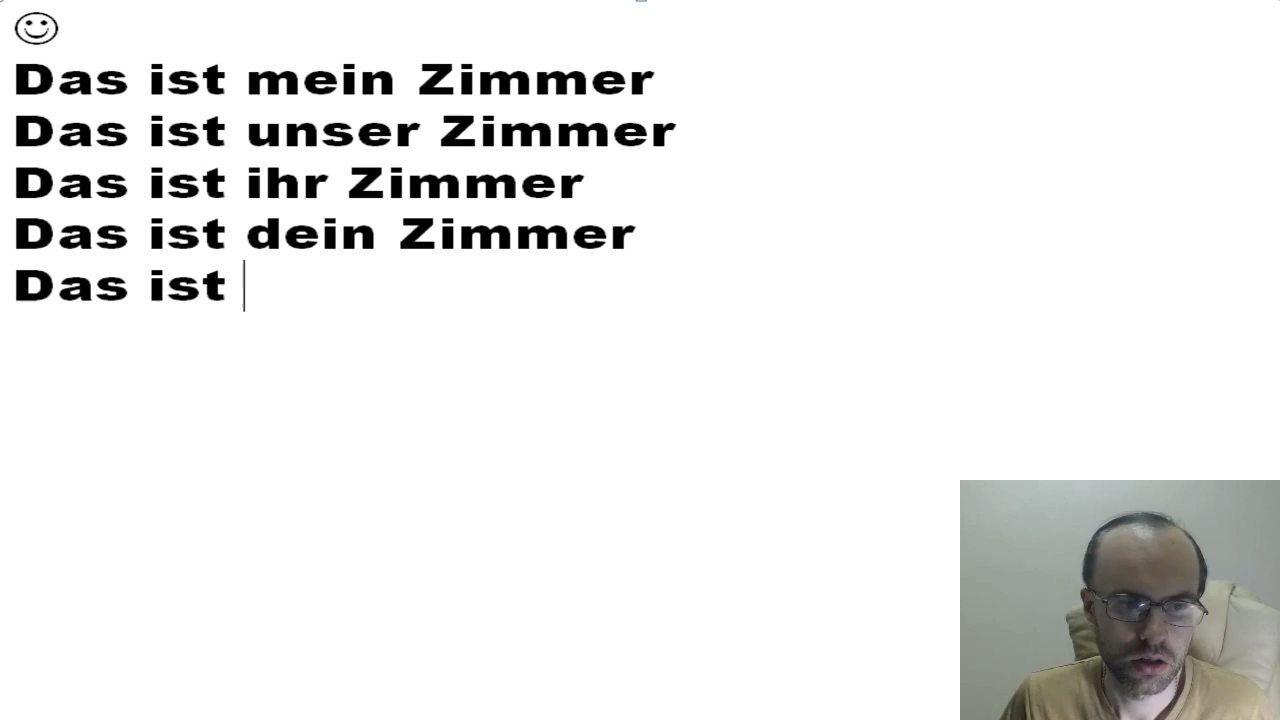 Das ist mein Zimmer
Das ist unser Zimmer
Das ist ihr Zimmer
Das ist dein Zimmer
Das ist